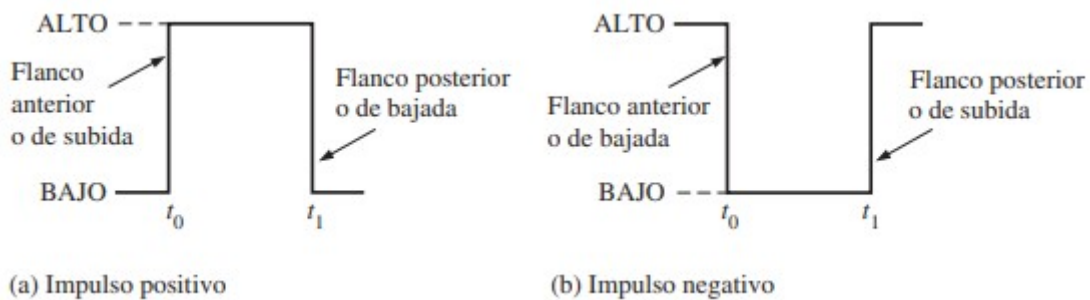 ALTO
Flanco
anterior
o de subida
Flanco posterior
o de bajada
BAJO
t0
t1
(a) Impulso positivo
ALTO
Flanco anterior
o de bajada
Flanco posterior
o de subida
BAJO
t0
t1
(b) Impulso negativo